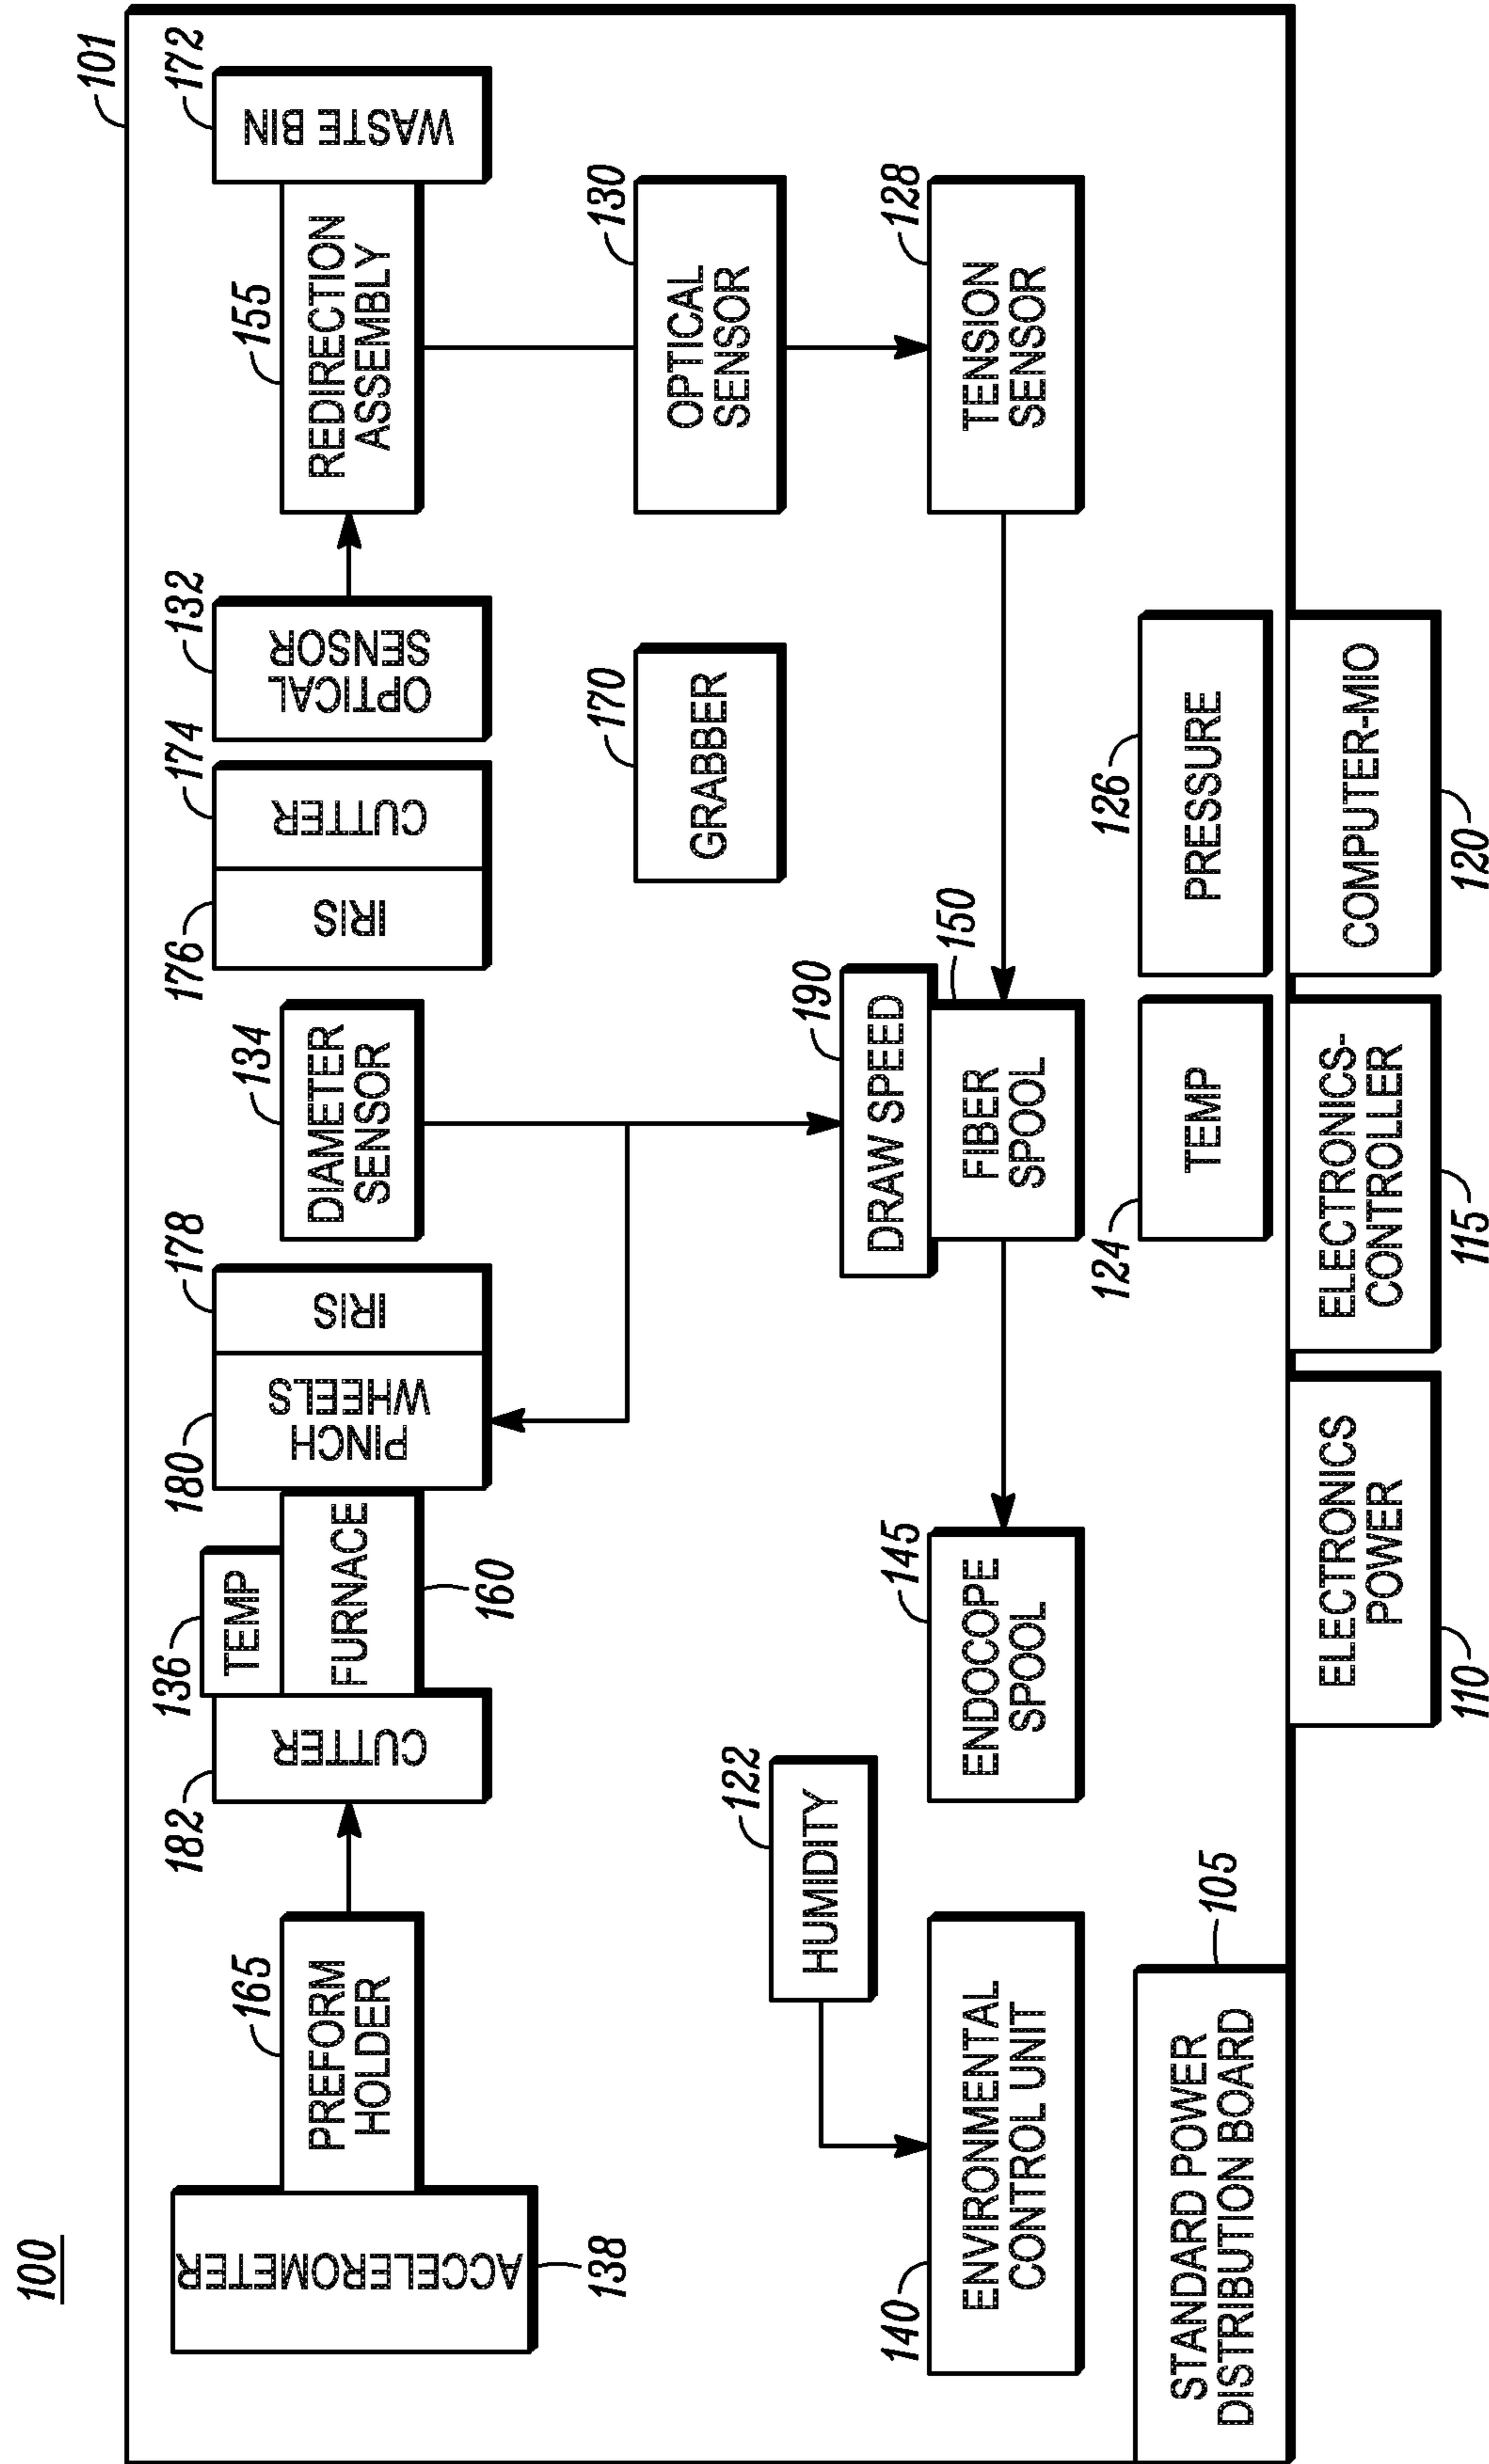 100
101
ACCELEROMETER
138
PREFORM
HOLDER
165
CUTTER
182
TEMP
136
FURNACE
160
PINCH
WHEELS
180
IRIS
178
DIAMETER
SENSOR
134
IRIS
176
CUTTER
174
OPTICAL
SENSOR
132
REDIRECTION
ASSEMBLY
155
WASTE BIN
172
GRABBER
170
OPTICAL
SENSOR
130
HUMIDITY
122
ENVIRONMENTAL
CONTROL UNIT
140
ENDOCOPE
SPOOL
145
DRAW SPEED
190
FIBER
SPOOL
150
TENSION
SENSOR
128
STANDARD POWER
DISTRIBUTION BOARD
105
TEMP
124
PRESSURE
126
ELECTRONICS
POWER
110
ELECTRONICS-
CONTROLLER
115
COMPUTER-MIO
120